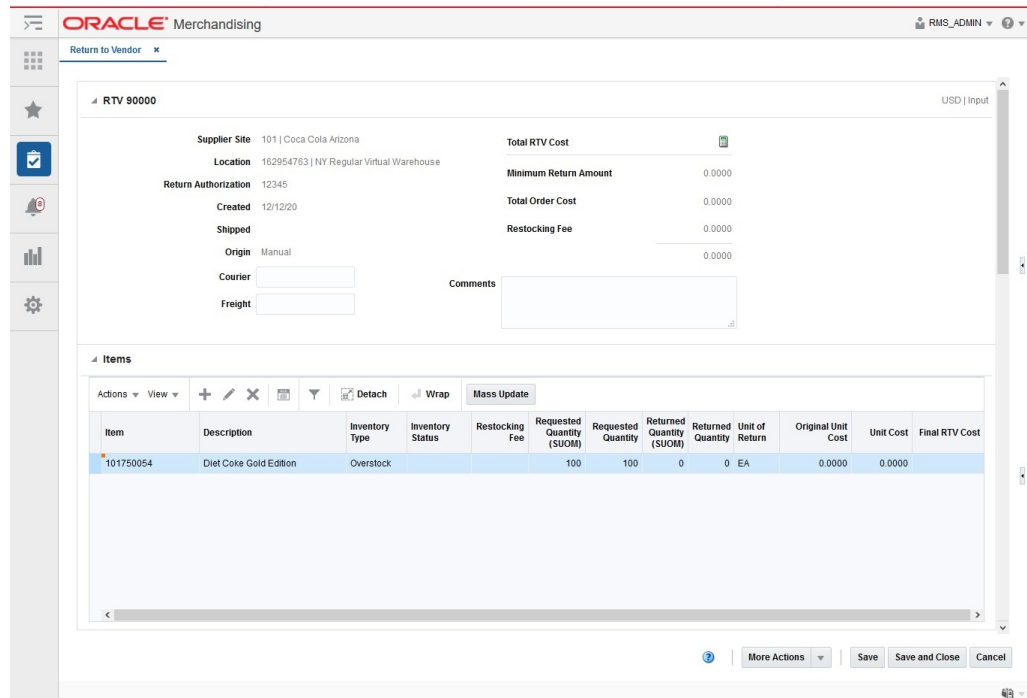 ORACLE® Merchandising
RMS_ADMIN
Return to Vendor ×
RTV 90000
USD | Input
Supplier Site 101 | Coca Cola Arizona
Location 162954763 | NY Regular Virtual Warehouse
Return Authorization 12345
Created 12/12/20
Shipped
Origin Manual
Courier
Freight
Total RTV Cost
Minimum Return Amount 0.0000
Total Order Cost 0.0000
Restocking Fee 0.0000
0.0000
Comments
8
Items
Actions View Detach Wrap Mass Update
Item Description Inventory Type Inventory Status Restocking Fee Requested Quantity (SUOM) Requested Quantity Returned Quantity (SUOM) Returned Quantity Unit of Return Original Unit Cost Unit Cost Final RTV Cost
101750054 Diet Coke Gold Edition Overstock 100 100 0 0 EA 0.0000 0.0000
? More Actions Save Save and Close Cancel